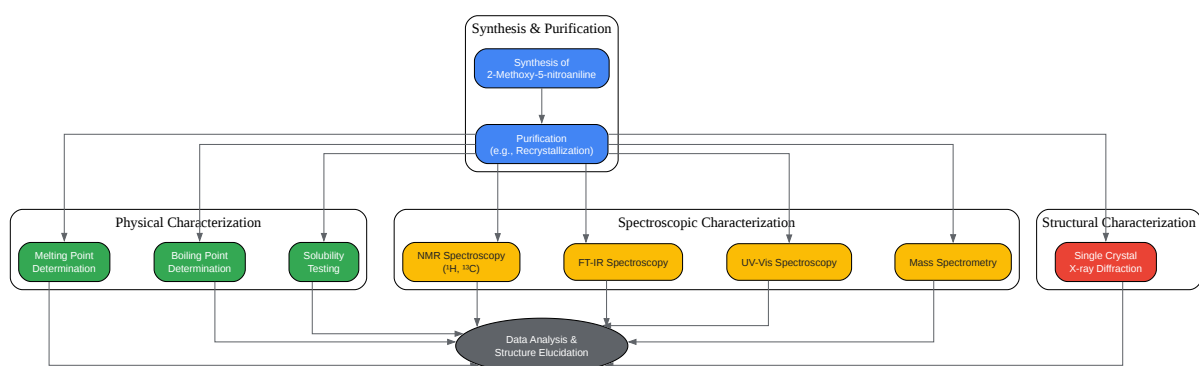 Synthesis & Purification
Synthesis of
2-Methoxy-5-nitroaniline
Purification
(e.g., Recrystallization)
Physical Characterization
Melting Point
Determination
Boiling Point
Determination
Solubility
Testing
Spectroscopic Characterization
NMR Spectroscopy
(¹H, ¹³C)
FT-IR Spectroscopy
UV-Vis Spectroscopy
Mass Spectrometry
Structural Characterization
Single Crystal
X-ray Diffraction
Data Analysis &
Structure Elucidation